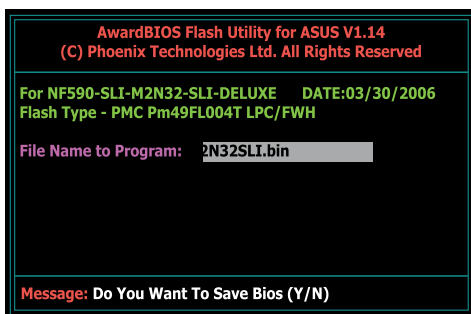 AwardBIOS Flash Utility for ASUS V1.14
(C) Phoenix Technologies Ltd. All Rights Reserved
For NF590-SLI-M2N32-SLI-DELUXE DATE:03/30/2006
Flash Type - PMC Pm49FL004T LPC/FWH
File Name to Program: 2N32SLI.bin
Message: Do You Want To Save Bios (Y/N)